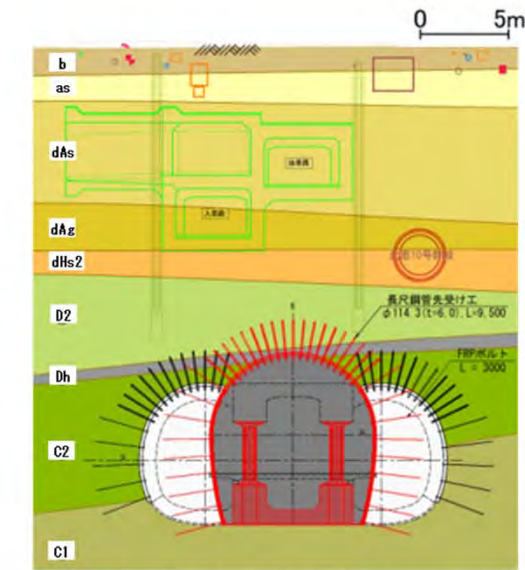 0 5m
b
as
dAs
dAg
dHs2
D2
長尺鋼管先受け工
φ114.3(t=6.0),L=9,500
FRPボルト
L = 3000
Dh
C2
C1